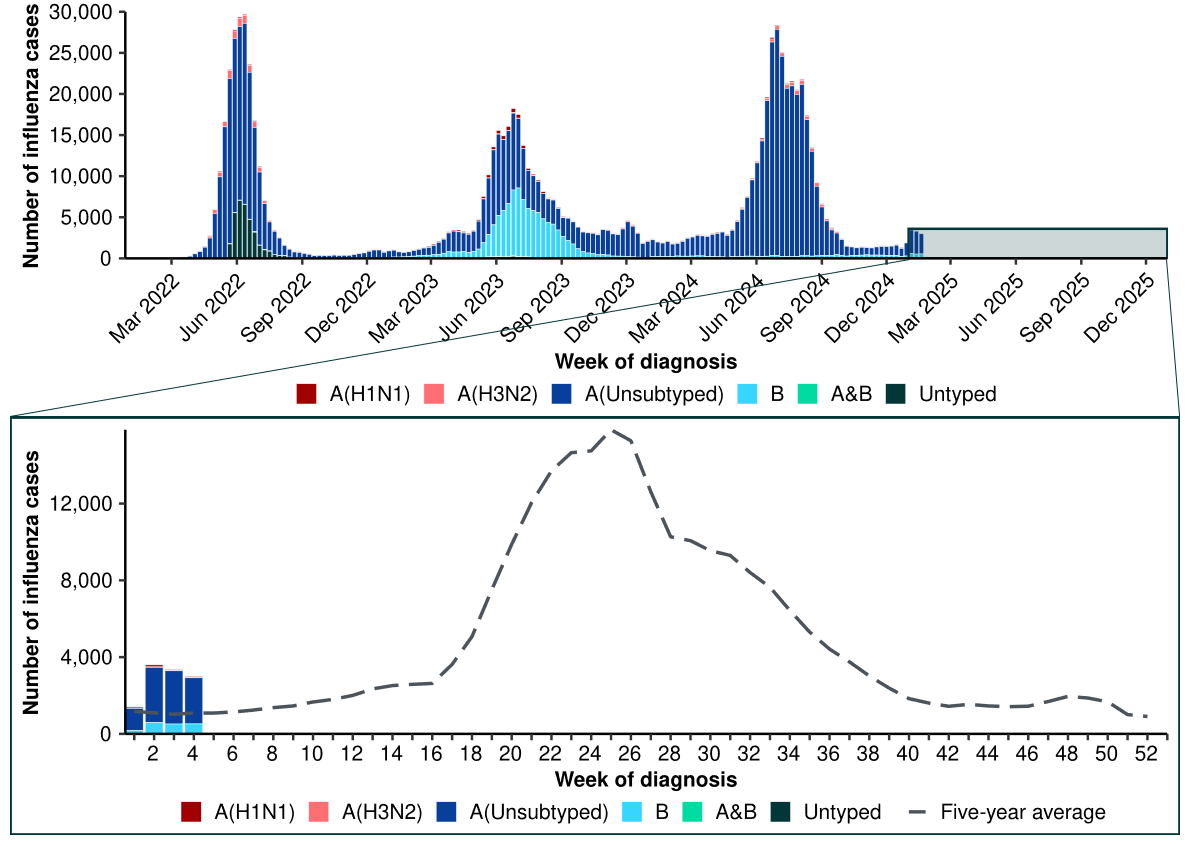 Number of influenza cases
30,000
25,000
20,000
15,000
10,000
5,000
0
Mar 2022 Jun 2022 Sep 2022 Dec 2022 Mar 2023 Jun 2023 Sep 2023 Dec 2023 Mar 2024 Jun 2024 Sep 2024 Dec 2024 Mar 2025 Jun 2025 Sep 2025 Dec 2025
Week of diagnosis
A(H1N1) A(H3N2) A(Unsubtyped) B A&B Untyped
Number of influenza cases
12,000
8,000
4,000
0
2 4 6 8 10 12 14 16 18 20 22 24 26 28 30 32 34 36 38 40 42 44 46 48 50 52
Week of diagnosis
A(H1N1) A(H3N2) A(Unsubtyped) B A&B Untyped Five-year average